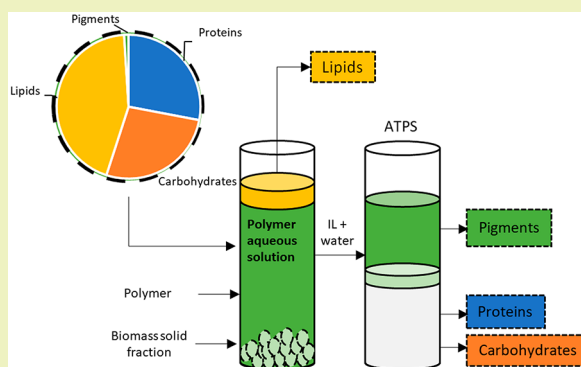 Pigments
Proteins
Lipids
Carbohydrates
Lipids
ATPS
Polymer
aqueous
solution
IL +
water
Pigments
Polymer
Biomass solid
fraction
Proteins
Carbohydrates